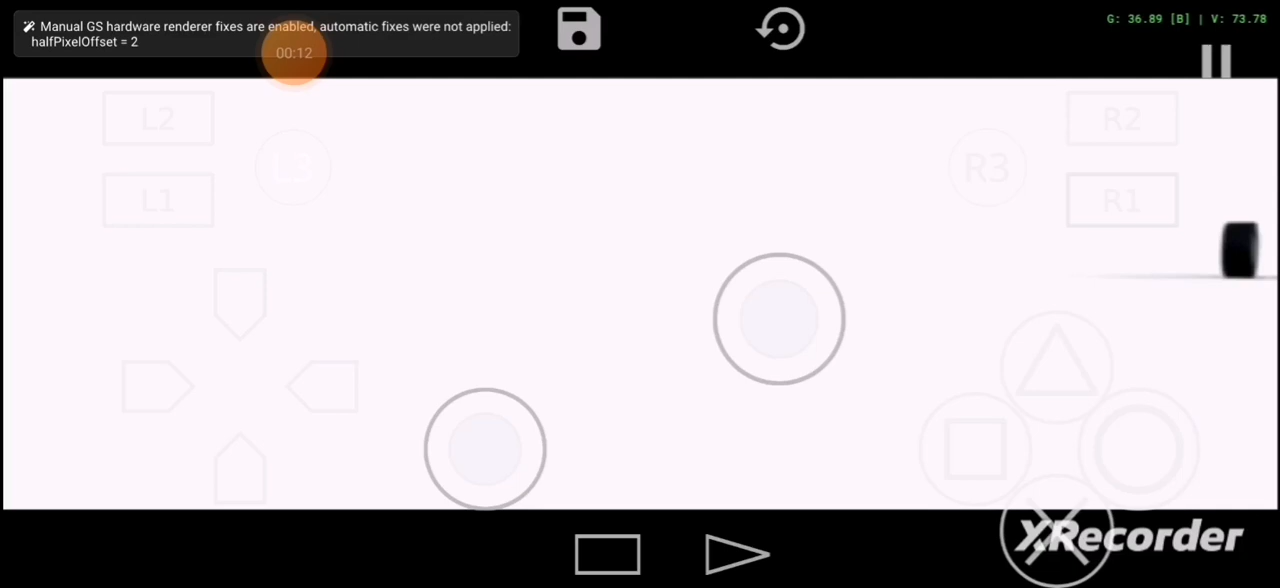 Manual GS hardware renderer fixes are enabled, automatic fixes were not applied:
halfPixelOffset = 2
00:12
G: 36.89 [B] | V: 73.78
L2
R2
L3
R3
L1
R1
XRecorder